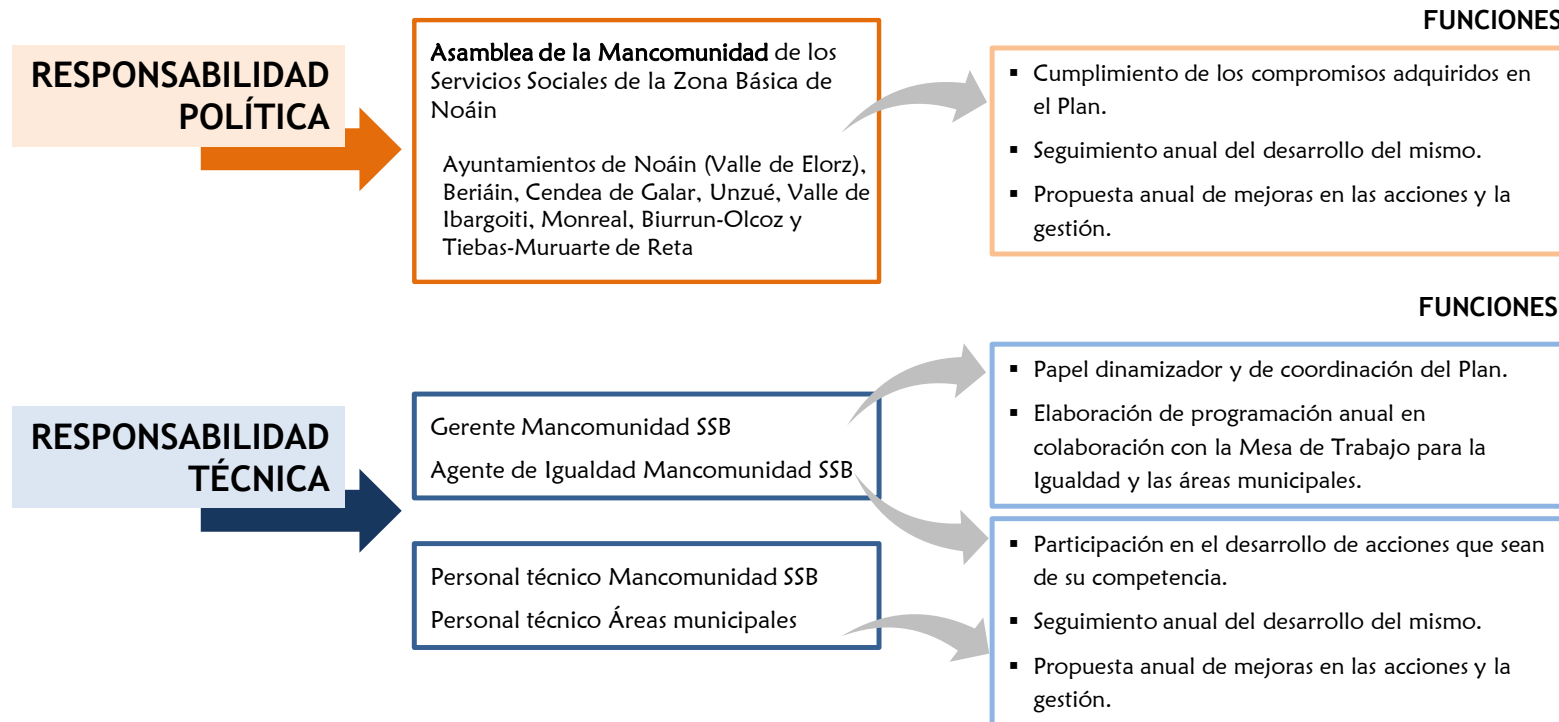 FUNCIONES
RESPONSABILIDAD
POLÍTICA
Asamblea de la Mancomunidad de los
Servicios Sociales de la Zona Básica de
Noáin
Ayuntamientos de Noáin (Valle de Elorz),
Beriáin, Cendea de Galar, Unzué, Valle de
Ibargoiti, Monreal, Biurrun-Olcoz y
Tiebas-Muruarte de Reta
▪ Cumplimiento de los compromisos adquiridos en
el Plan.
▪ Seguimiento anual del desarrollo del mismo.
▪ Propuesta anual de mejoras en las acciones y la
gestión.
FUNCIONES
RESPONSABILIDAD
TÉCNICA
Gerente Mancomunidad SSB
Agente de Igualdad Mancomunidad SSB
Personal técnico Mancomunidad SSB
Personal técnico Áreas municipales
▪ Papel dinamizador y de coordinación del Plan.
▪ Elaboración de programación anual en
colaboración con la Mesa de Trabajo para la
Igualdad y las áreas municipales.
▪ Participación en el desarrollo de acciones que sean
de su competencia.
▪ Seguimiento anual del desarrollo del mismo.
▪ Propuesta anual de mejoras en las acciones y la
gestión.